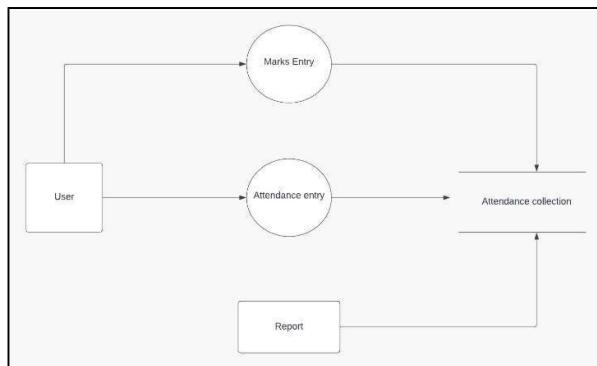 Marks Entry
User
Attendance entry
Attendance collection
Report